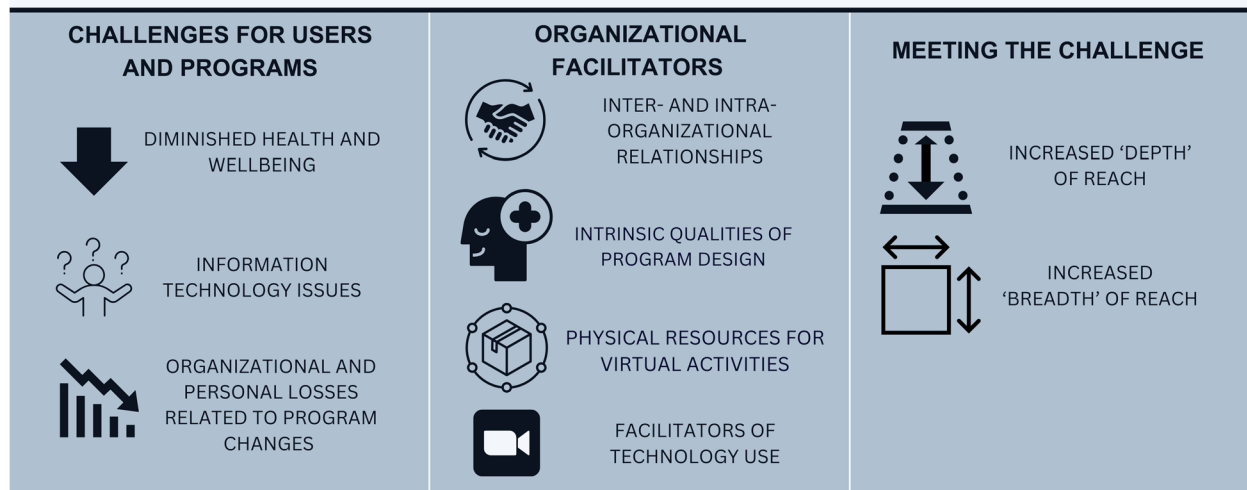 CHALLENGES FOR USERS
AND PROGRAMS
DIMINISHED HEALTH AND
WELLBEING
INFORMATION
TECHNOLOGY ISSUES
ORGANIZATIONAL AND
PERSONAL LOSSES
RELATED TO PROGRAM
CHANGES
ORGANIZATIONAL
FACILITATORS
INTER- AND INTRA-
ORGANIZATIONAL
RELATIONSHIPS
INTRINSIC QUALITIES OF
PROGRAM DESIGN
PHYSICAL RESOURCES FOR
VIRTUAL ACTIVITIES
FACILITATORS OF
TECHNOLOGY USE
MEETING THE CHALLENGE
INCREASED ‘DEPTH’
OF REACH
INCREASED
‘BREADTH’ OF REACH